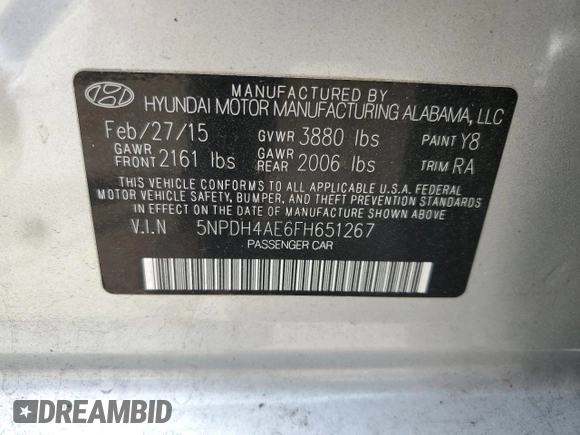 MANUFACTURED BY
HYUNDAI MOTOR MANUFACTURING ALABAMA, LLC
Feb/27/15 GVWR 3880 lbs PAINT Y8
GAWR FRONT 2161 lbs GAWR REAR 2006 lbs TRIM RA
THIS VEHICLE CONFORMS TO ALL APPLICABLE U.S.A. FEDERAL
MOTOR VEHICLE SAFETY, BUMPER, AND THEFT PREVENTION STANDARDS
IN EFFECT ON THE DATE OF MANUFACTURE SHOWN ABOVE.
V.I.N 5NPDH4AE6FH651267
PASSENGER CAR
DREAMBID